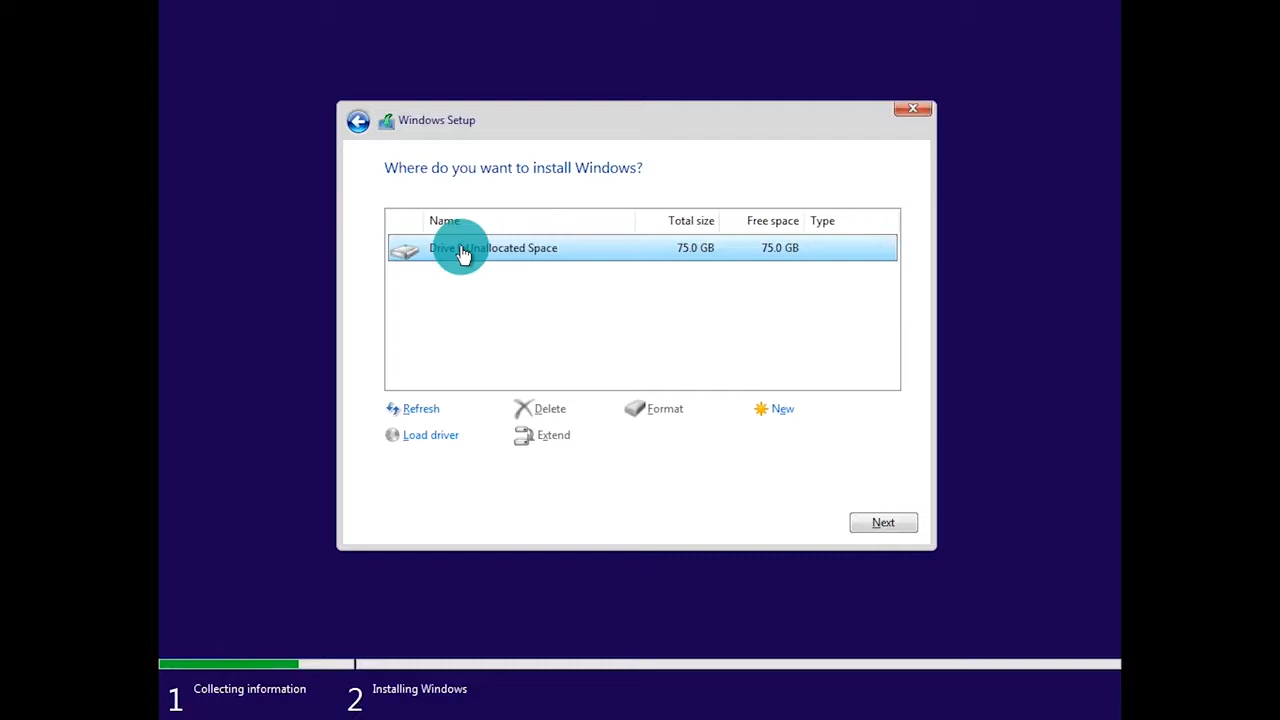 Windows Setup
Where do you want to install Windows?
Name Total size Free space Type
Drive Unallocated Space 75.0 GB 75.0 GB
Refresh Delete Format New
Load driver Extend
Next
1 Collecting information 2 Installing Windows